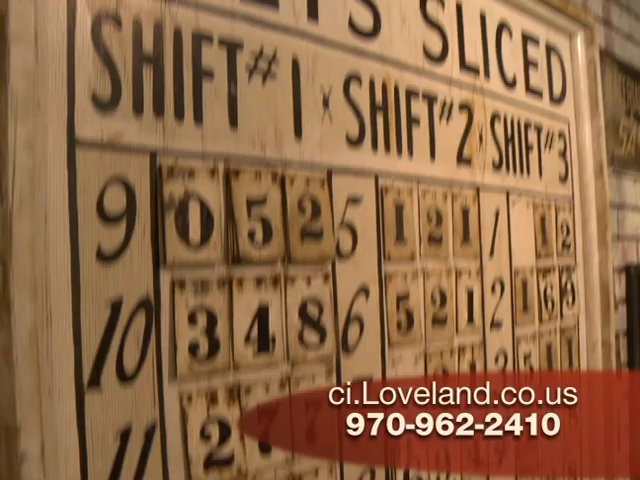 SLICED
SHIFT #1 × SHIFT #2 × SHIFT #3
9 0 5 2 5 1 2 1 1 1 2
10 3 4 8 6 5 2 1 2 1 6 9
11 2 7
ci.Loveland.co.us
970-962-2410